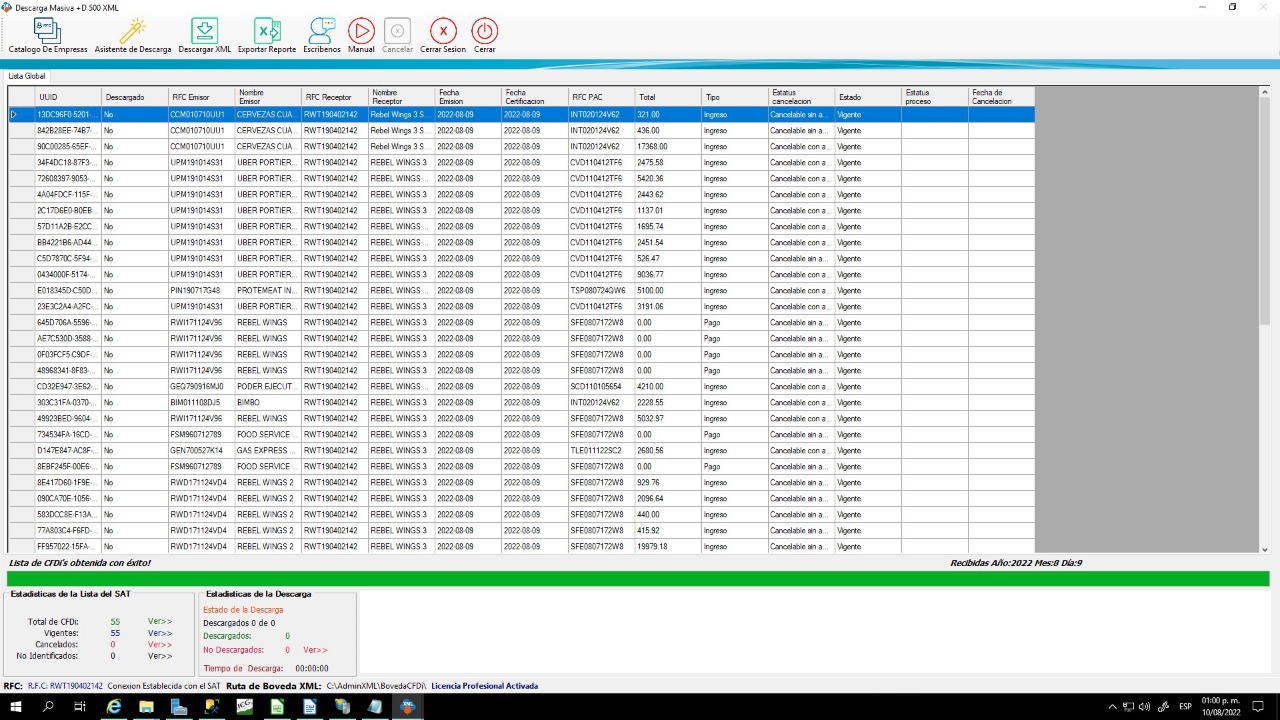 Descarga Masiva +D 500 XML
Catalogo De Empresas Asistente de Descarga Descargar XML Exportar Reporte Escribenos Manual Cancelar Cerrar Sesion Cerrar
Lista Global
UUID Descargado RFC Emisor Nombre Emisor RFC Receptor Nombre Receptor Fecha Emision Fecha Certificacion RFC PAC Total Tipo Estatus cancelacion Estado Estatus proceso Fecha de Cancelacion
13DC96F0-5201-... No CCM010710UU1 CERVEZAS CUA... RWT190402142 Rebel Wings 3 S... 2022-08-09 2022-08-09 INT020124V62 321.00 Ingreso Cancelable sin a... Vigente
842B28EE-74B7-... No CCM010710UU1 CERVEZAS CUA... RWT190402142 Rebel Wings 3 S... 2022-08-09 2022-08-09 INT020124V62 436.00 Ingreso Cancelable sin a... Vigente
90C00285-65EF-... No CCM010710UU1 CERVEZAS CUA... RWT190402142 Rebel Wings 3 S... 2022-08-09 2022-08-09 INT020124V62 17368.00 Ingreso Cancelable con a... Vigente
34F4DC18-87F3-... No UPM191014S31 UBER PORTIER... RWT190402142 REBEL WINGS 3 2022-08-09 2022-08-09 CVD110412TF6 2475.58 Ingreso Cancelable con a... Vigente
72608397-9053-... No UPM191014S31 UBER PORTIER... RWT190402142 REBEL WINGS ... 2022-08-09 2022-08-09 CVD110412TF6 5420.36 Ingreso Cancelable con a... Vigente
4A04FDCF-115F-... No UPM191014S31 UBER PORTIER... RWT190402142 REBEL WINGS 3 2022-08-09 2022-08-09 CVD110412TF6 2443.62 Ingreso Cancelable con a... Vigente
2C17D6E0-B0EB... No UPM191014S31 UBER PORTIER... RWT190402142 REBEL WINGS ... 2022-08-09 2022-08-09 CVD110412TF6 1137.01 Ingreso Cancelable con a... Vigente
57D11A2B-E2CC... No UPM191014S31 UBER PORTIER... RWT190402142 REBEL WINGS ... 2022-08-09 2022-08-09 CVD110412TF6 1695.74 Ingreso Cancelable con a... Vigente
BB4221B6-AD44... No UPM191014S31 UBER PORTIER... RWT190402142 REBEL WINGS 3 2022-08-09 2022-08-09 CVD110412TF6 2451.54 Ingreso Cancelable con a... Vigente
C5D7870C-5F94-... No UPM191014S31 UBER PORTIER... RWT190402142 REBEL WINGS 3 2022-08-09 2022-08-09 CVD110412TF6 526.47 Ingreso Cancelable sin a... Vigente
0434000F-5174-... No UPM191014S31 UBER PORTIER... RWT190402142 REBEL WINGS 3 2022-08-09 2022-08-09 CVD110412TF6 9036.77 Ingreso Cancelable con a... Vigente
E018345D-C50D... No PIN190717G48 PROTEMEAT IN... RWT190402142 REBEL WINGS ... 2022-08-09 2022-08-09 TSP080724QW6 5100.00 Ingreso Cancelable con a... Vigente
23E3C2A4-A2FC-... No UPM191014S31 UBER PORTIER... RWT190402142 REBEL WINGS 3 2022-08-09 2022-08-09 CVD110412TF6 3191.06 Ingreso Cancelable con a... Vigente
645D706A-5596-... No RWI171124V96 REBEL WINGS RWT190402142 REBEL WINGS 3 2022-08-09 2022-08-09 SFE0807172W8 0.00 Pago Cancelable sin a... Vigente
AE7C530D-3588-... No RWI171124V96 REBEL WINGS RWT190402142 REBEL WINGS 3 2022-08-09 2022-08-09 SFE0807172W8 0.00 Pago Cancelable sin a... Vigente
0F03FCF5-C9DF-... No RWI171124V96 REBEL WINGS RWT190402142 REBEL WINGS 3 2022-08-09 2022-08-09 SFE0807172W8 0.00 Pago Cancelable sin a... Vigente
48968341-8F83-... No RWI171124V96 REBEL WINGS RWT190402142 REBEL WINGS 3 2022-08-09 2022-08-09 SFE0807172W8 0.00 Pago Cancelable sin a... Vigente
CD32E947-3E62-... No GEQ790916MJ0 PODER EJECUT... RWT190402142 REBEL WINGS ... 2022-08-09 2022-08-09 SCD110105654 4210.00 Ingreso Cancelable con a... Vigente
303C31FA-0370-... No BIM011108DJ5 BIMBO RWT190402142 REBEL WINGS 3 2022-08-09 2022-08-09 INT020124V62 2228.55 Ingreso Cancelable con a... Vigente
49923BED-9604-... No RWI171124V96 REBEL WINGS RWT190402142 REBEL WINGS 3 2022-08-09 2022-08-09 SFE0807172W8 5032.97 Ingreso Cancelable con a... Vigente
734534FA-16CD-... No FSM960712789 FOOD SERVICE ... RWT190402142 REBEL WINGS 3 2022-08-09 2022-08-09 SFE0807172W8 0.00 Pago Cancelable sin a... Vigente
D147E847-AC8F-... No GEN700527K14 GAS EXPRESS ... RWT190402142 REBEL WINGS 3 2022-08-09 2022-08-09 TLE011122SC2 2680.56 Ingreso Cancelable con a... Vigente
8EBF245F-00E6-... No FSM960712789 FOOD SERVICE ... RWT190402142 REBEL WINGS 3 2022-08-09 2022-08-09 SFE0807172W8 0.00 Pago Cancelable sin a... Vigente
8E417D60-1F9E-... No RWD171124VD4 REBEL WINGS 2 RWT190402142 REBEL WINGS 3 2022-08-09 2022-08-09 SFE0807172W8 929.76 Ingreso Cancelable sin a... Vigente
090CA70E-1056-... No RWD171124VD4 REBEL WINGS 2 RWT190402142 REBEL WINGS 3 2022-08-09 2022-08-09 SFE0807172W8 2096.64 Ingreso Cancelable con a... Vigente
583DCC8E-F13A... No RWD171124VD4 REBEL WINGS 2 RWT190402142 REBEL WINGS 3 2022-08-09 2022-08-09 SFE0807172W8 440.00 Ingreso Cancelable sin a... Vigente
77A803C4-F6FD-... No RWD171124VD4 REBEL WINGS 2 RWT190402142 REBEL WINGS 3 2022-08-09 2022-08-09 SFE0807172W8 415.92 Ingreso Cancelable sin a... Vigente
FF957022-15FA-... No RWD171124VD4 REBEL WINGS 2 RWT190402142 REBEL WINGS 3 2022-08-09 2022-08-09 SFE0807172W8 19979.18 Ingreso Cancelable con a... Vigente
Lista de CFDi's obtenida con éxito! Recibidas Año:2022 Mes:8 Día:9
Estadisticas de la Lista del SAT
Total de CFDi: 55 Ver>>
Vigentes: 55 Ver>>
Cancelados: 0 Ver>>
No Identificados: 0 Ver>>
Estadisticas de la Descarga
Estado de la Descarga
Descargados 0 de 0
Descargados: 0
No Descargados: 0 Ver>>
Tiempo de Descarga: 00:00:00
RFC: R.F.C: RWT190402142 Conexion Establecida con el SAT Ruta de Boveda XML: C:\AdminXML\BovedaCFDi\ Licencia Profesional Activada
ESP
01:00 p. m.
10/08/2022